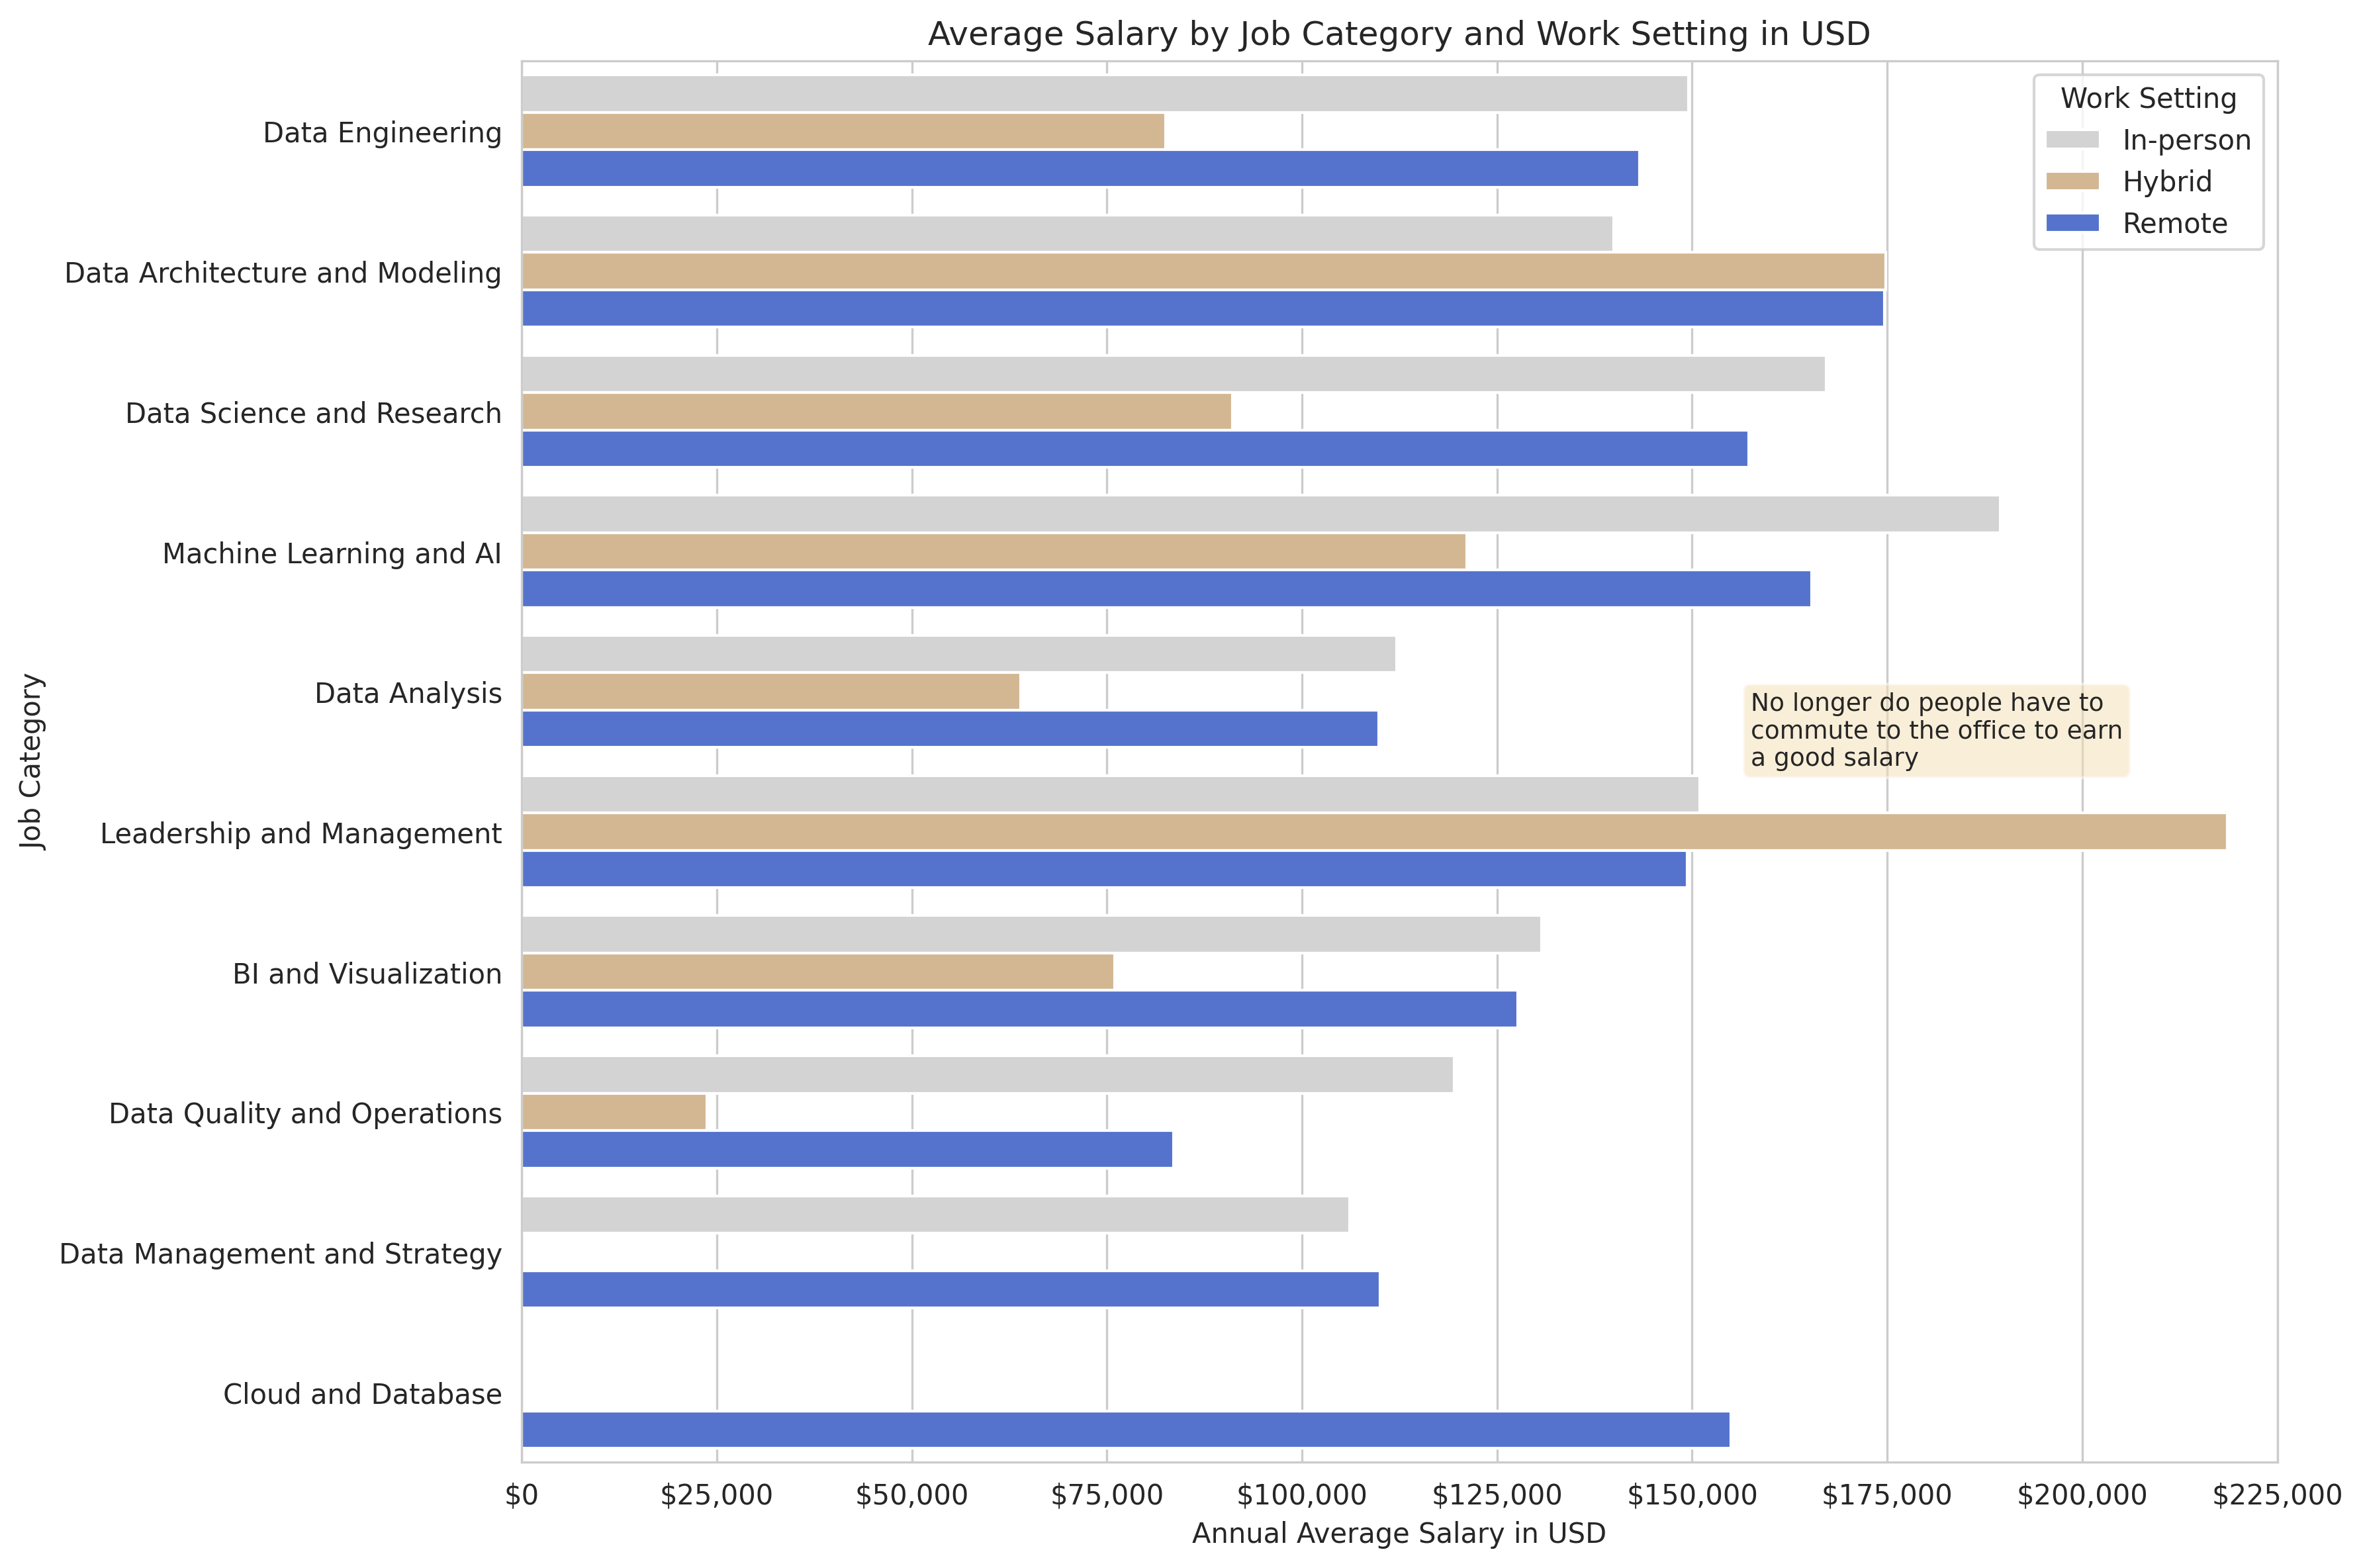 Average Salary by Job Category and Work Setting in USD
Work Setting
In-person
Hybrid
Remote
Job Category
Data Engineering
Data Architecture and Modeling
Data Science and Research
Machine Learning and AI
Data Analysis
Leadership and Management
BI and Visualization
Data Quality and Operations
Data Management and Strategy
Cloud and Database
No longer do people have to
commute to the office to earn
a good salary
$0 $25,000 $50,000 $75,000 $100,000 $125,000 $150,000 $175,000 $200,000 $225,000
Annual Average Salary in USD